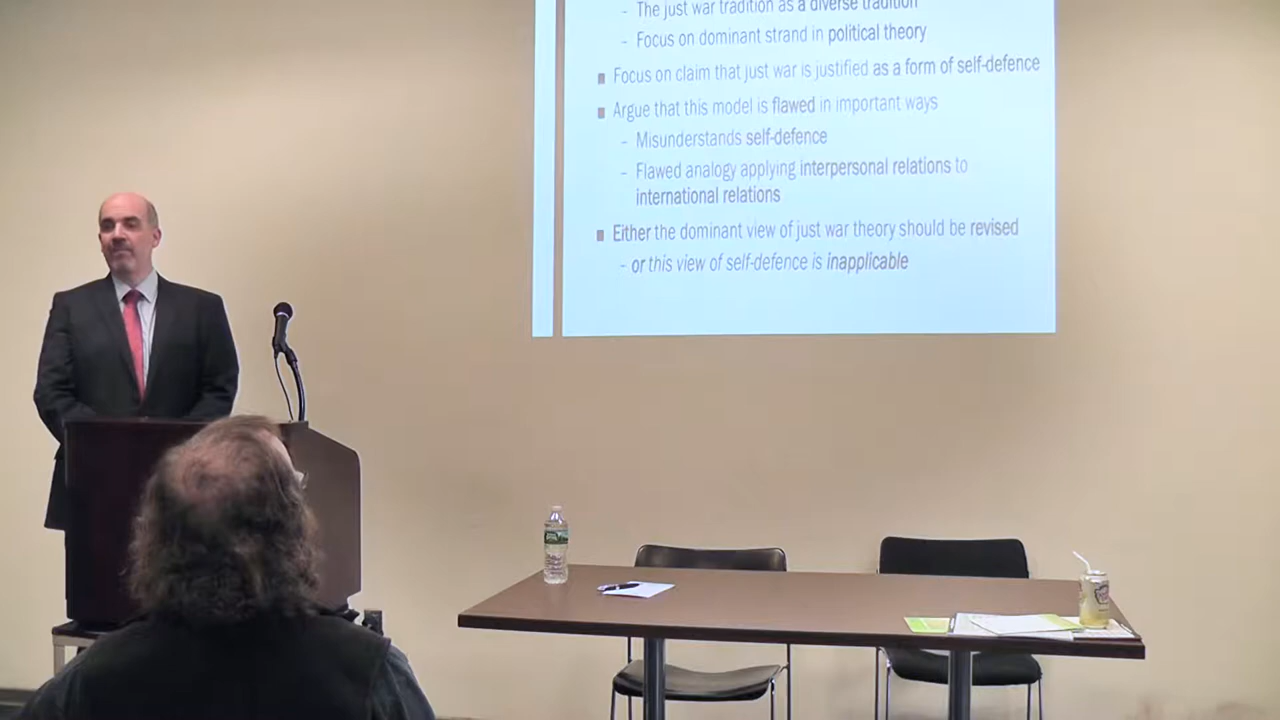 - The just war tradition as a diverse tradition
- Focus on dominant strand in political theory
■ Focus on claim that just war is justified as a form of self-defence
■ Argue that this model is flawed in important ways
- Misunderstands self-defence
- Flawed analogy applying interpersonal relations to
international relations
■ Either the dominant view of just war theory should be revised
- or this view of self-defence is inapplicable